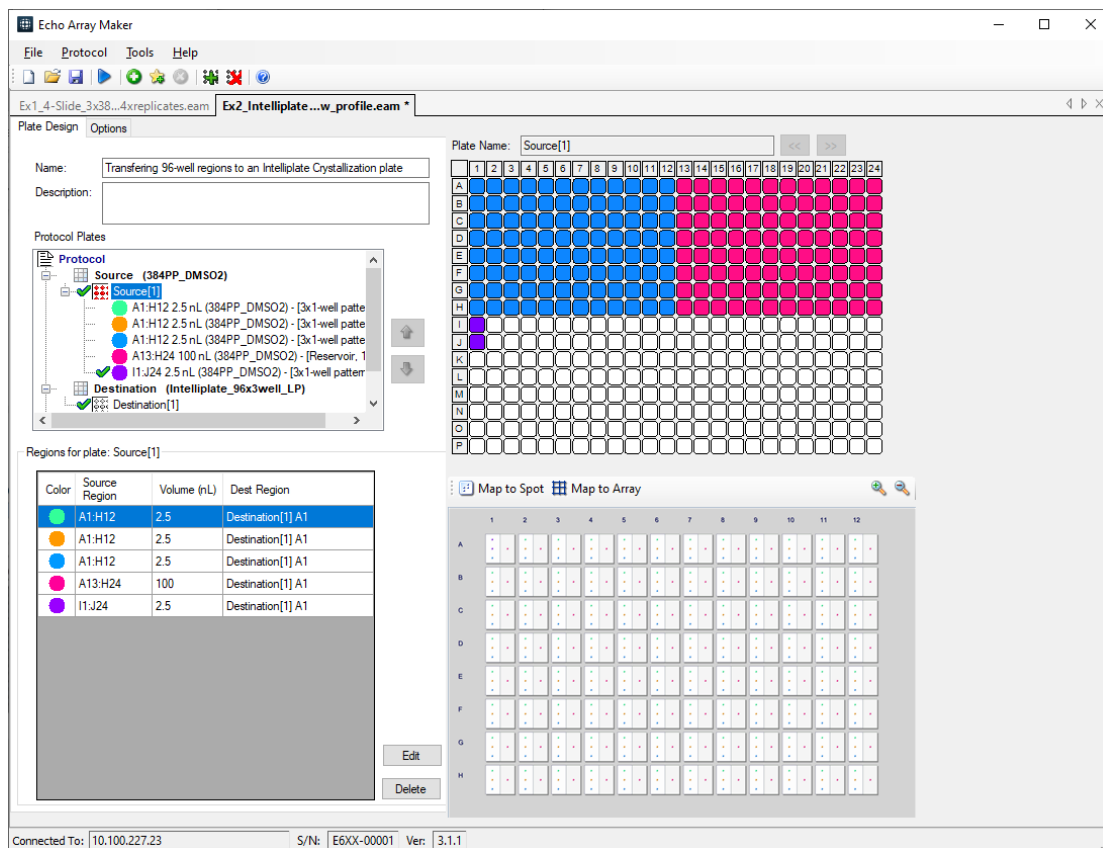 Echo Array Maker
File Protocol Tools Help
Ex1_4-Slide_3x38...4xreplicates.eam Ex2_Intelliplate...w_profile.eam *
Plate Design Options
Name: Transfering 96-well regions to an Intelliplate Crystallization plate
Description:
Protocol Plates
Protocol
Source (384PP_DMSO2)
Source[1]
A1:H12 2.5 nL (384PP_DMSO2) - [3x1-well patte
A1:H12 2.5 nL (384PP_DMSO2) - [3x1-well patte
A1:H12 2.5 nL (384PP_DMSO2) - [3x1-well patte
A13:H24 100 nL (384PP_DMSO2) - [Reservoir, 1
I1:J24 2.5 nL (384PP_DMSO2) - [3x1-well pattern
Destination (Intelliplate_96x3well_LP)
Destination[1]
Regions for plate: Source[1]
Color Source Region Volume (nL) Dest Region
A1:H12 2.5 Destination[1] A1
A1:H12 2.5 Destination[1] A1
A1:H12 2.5 Destination[1] A1
A13:H24 100 Destination[1] A1
I1:J24 2.5 Destination[1] A1
Edit
Delete
Plate Name: Source[1] << >>
1 2 3 4 5 6 7 8 9 10 11 12 13 14 15 16 17 18 19 20 21 22 23 24
A
B
C
D
E
F
G
H
I
J
K
L
M
N
O
P
Map to Spot Map to Array
1 2 3 4 5 6 7 8 9 10 11 12
A
B
C
D
E
F
G
H
Connected To: 10.100.227.23 S/N: E6XX-00001 Ver: 3.1.1